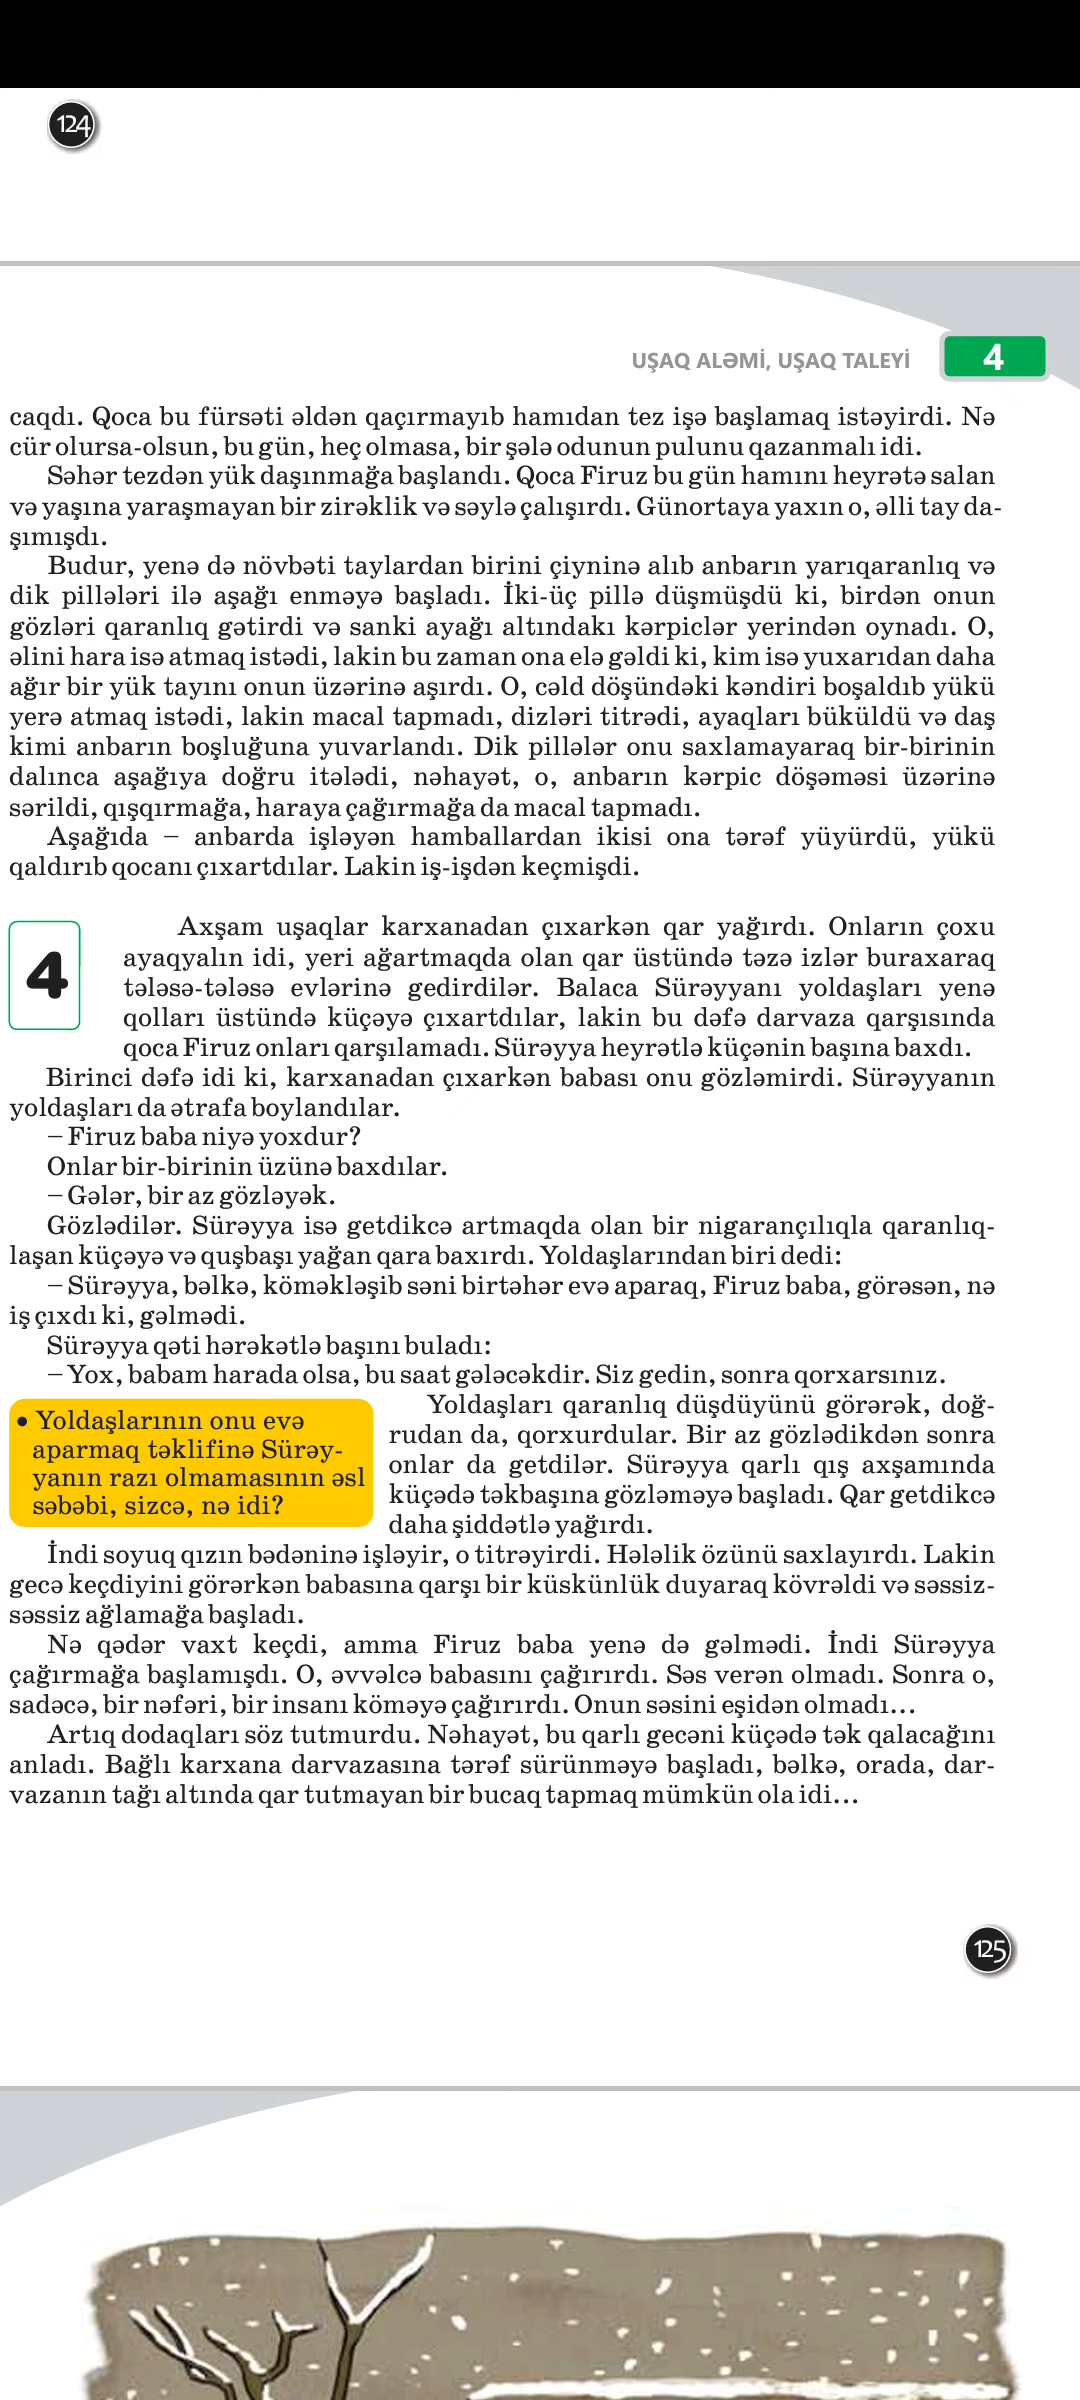 124
UŞAQ ALƏMİ, UŞAQ TALEYİ
4
caqdı. Qoca bu fürsəti əldən qaçırmayıb hamıdan tez işə başlamaq istəyirdi. Nə
cür olursa-olsun, bu gün, heç olmasa, bir şələ odunun pulunu qazanmalı idi.
Səhər tezdən yük daşınmağa başlandı. Qoca Firuz bu gün hamını heyrətə salan
və yaşına yaraşmayan bir zirəklik və səylə çalışırdı. Günortaya yaxın o, əlli tay da-
şımışdı.
Budur, yenə də növbəti taylardan birini çiyninə alıb anbarın yarıqaranlıq və
dik pillələri ilə aşağı enməyə başladı. İki-üç pillə düşmüşdü ki, birdən onun
gözləri qaranlıq gətirdi və sanki ayağı altındakı kərpiclər yerindən oynadı. O,
əlini hara isə atmaq istədi, lakin bu zaman ona elə gəldi ki, kim isə yuxarıdan daha
ağır bir yük tayını onun üzərinə aşırdı. O, cəld döşündəki kəndiri boşaldıb yükü
yerə atmaq istədi, lakin macal tapmadı, dizləri titrədi, ayaqları büküldü və daş
kimi anbarın boşluğuna yuvarlandı. Dik pillələr onu saxlamayaraq bir-birinin
dalınca aşağıya doğru itələdi, nəhayət, o, anbarın kərpic döşəməsi üzərinə
sərildi, qışqırmağa, haraya çağırmağa da macal tapmadı.
Aşağıda – anbarda işləyən hamballardan ikisi ona tərəf yüyürdü, yükü
qaldırıb qocanı çıxartdılar. Lakin iş-işdən keçmişdi.
4
Axşam uşaqlar karxanadan çıxarkən qar yağırdı. Onların çoxu
ayaqyalın idi, yeri ağartmaqda olan qar üstündə təzə izlər buraxaraq
tələsə-tələsə evlərinə gedirdilər. Balaca Sürəyyanı yoldaşları yenə
qolları üstündə küçəyə çıxartdılar, lakin bu dəfə darvaza qarşısında
qoca Firuz onları qarşılamadı. Sürəyya heyrətlə küçənin başına baxdı.
Birinci dəfə idi ki, karxanadan çıxarkən babası onu gözləmirdi. Sürəyyanın
yoldaşları da ətrafa boylandılar.
– Firuz baba niyə yoxdur?
Onlar bir-birinin üzünə baxdılar.
– Gələr, bir az gözləyək.
Gözlədilər. Sürəyya isə getdikcə artmaqda olan bir nigarançılıqla qaranlıq-
laşan küçəyə və quşbaşı yağan qara baxırdı. Yoldaşlarından biri dedi:
– Sürəyya, bəlkə, köməkləşib səni birtəhər evə aparaq, Firuz baba, görəsən, nə
iş çıxdı ki, gəlmədi.
Sürəyya qəti hərəkətlə başını buladı:
– Yox, babam harada olsa, bu saat gələcəkdir. Siz gedin, sonra qorxarsınız.
• Yoldaşlarının onu evə
aparmaq təklifinə Sürəy-
yanın razı olmamasının əsl
səbəbi, sizcə, nə idi?
Yoldaşları qaranlıq düşdüyünü görərək, doğ-
rudan da, qorxurdular. Bir az gözlədikdən sonra
onlar da getdilər. Sürəyya qarlı qış axşamında
küçədə təkbaşına gözləməyə başladı. Qar getdikcə
daha şiddətlə yağırdı.
İndi soyuq qızın bədəninə işləyir, o titrəyirdi. Hələlik özünü saxlayırdı. Lakin
gecə keçdiyini görərkən babasına qarşı bir küskünlük duyaraq kövrəldi və səssiz-
səssiz ağlamağa başladı.
Nə qədər vaxt keçdi, amma Firuz baba yenə də gəlmədi. İndi Sürəyya
çağırmağa başlamışdı. O, əvvəlcə babasını çağırırdı. Səs verən olmadı. Sonra o,
sadəcə, bir nəfəri, bir insanı köməyə çağırırdı. Onun səsini eşidən olmadı...
Artıq dodaqları söz tutmurdu. Nəhayət, bu qarlı gecəni küçədə tək qalacağını
anladı. Bağlı karxana darvazasına tərəf sürünməyə başladı, bəlkə, orada, dar-
vazanın tağı altında qar tutmayan bir bucaq tapmaq mümkün ola idi...
125